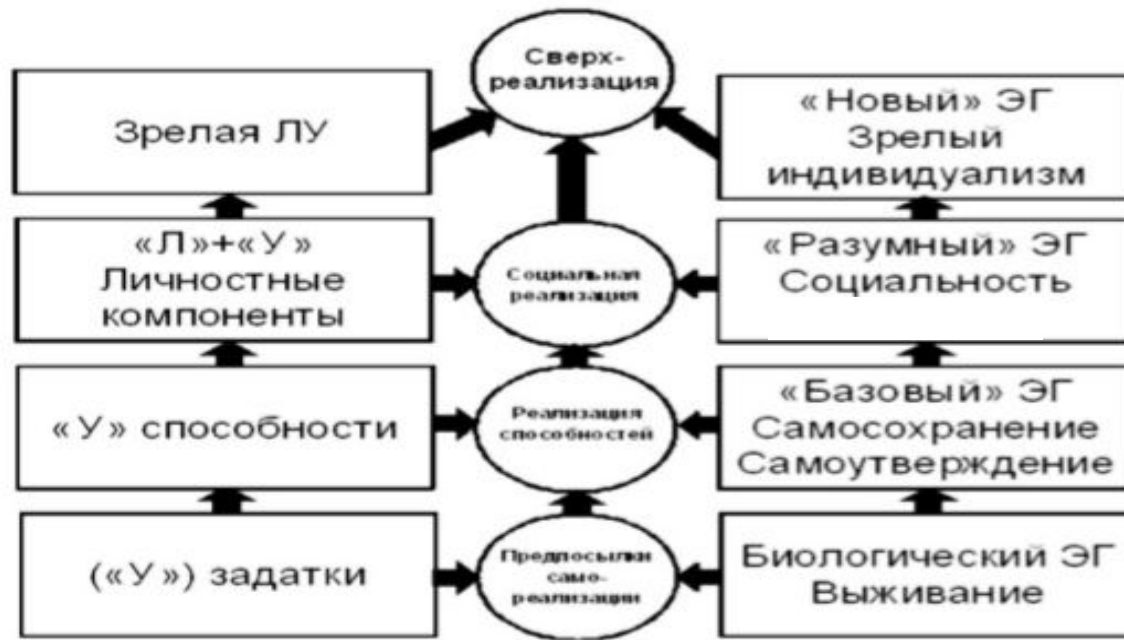 Сверх-
реализация
Зрелая ЛУ
«Новый» ЭГ
Зрелый
индивидуализм
«Л»+«У»
Личностные
компоненты
Социальная
реализация
«Разумный» ЭГ
Социальность
«У» способности
Реализация
способностей
«Базовый» ЭГ
Самосохранение
Самоутверждение
(«У») задатки
Предпосылки
само-
реализации
Биологический ЭГ
Выживание